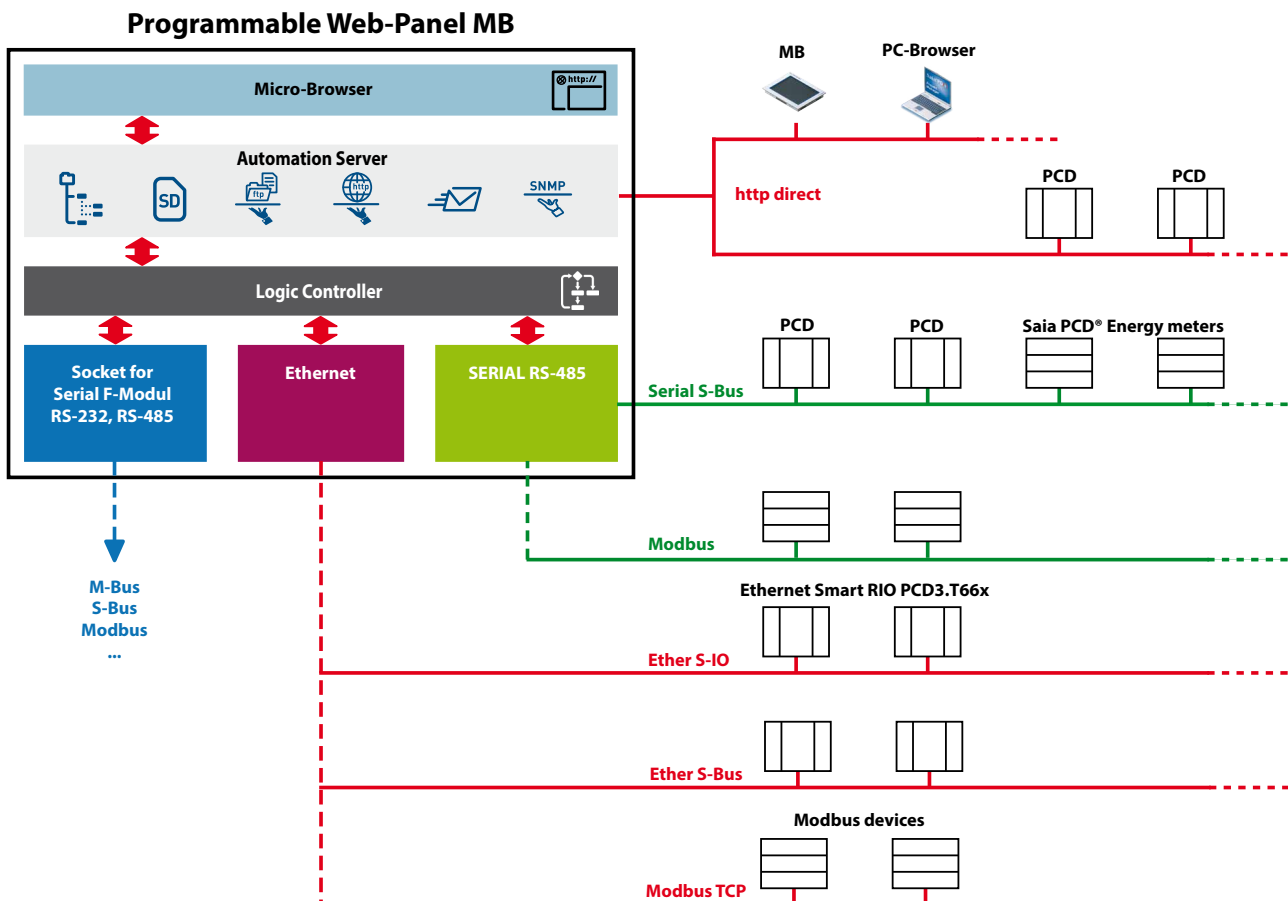 Programmable Web-Panel MB
Micro-Browser
http://
Automation Server
SD
ftp
http
SNMP
Logic Controller
Socket for
Serial F-Modul
RS-232, RS-485
Ethernet
SERIAL RS-485
M-Bus
S-Bus
Modbus
...
MB
PC-Browser
http direct
PCD
PCD
PCD
PCD
Saia PCD® Energy meters
Serial S-Bus
Modbus
Ethernet Smart RIO PCD3.T66x
Ether S-IO
Ether S-Bus
Modbus devices
Modbus TCP